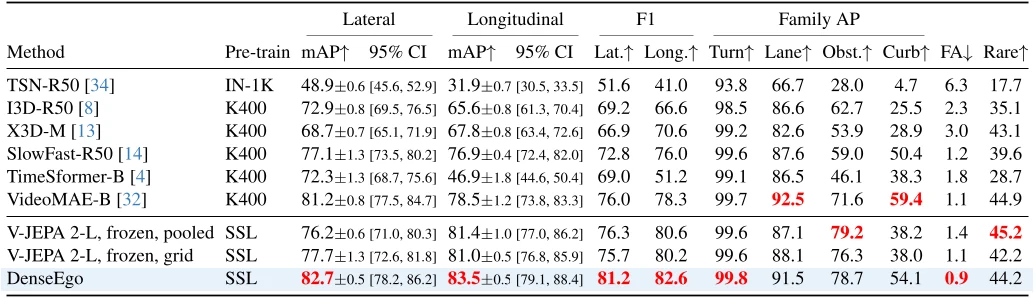 Lateral Longitudinal F1 Family AP
Method Pre-train mAP↑ 95% CI mAP↑ 95% CI Lat.↑ Long.↑ Turn↑ Lane↑ Obst.↑ Curb↑ FA↓ Rare↑
TSN-R50 [34] IN-1K 48.9±0.6 [45.6, 52.9] 31.9±0.7 [30.5, 33.5] 51.6 41.0 93.8 66.7 28.0 4.7 6.3 17.7
I3D-R50 [8] K400 72.9±0.8 [69.5, 76.5] 65.6±0.8 [61.3, 70.4] 69.2 66.6 98.5 86.6 62.7 25.5 2.3 35.1
X3D-M [13] K400 68.7±0.7 [65.1, 71.9] 67.8±0.8 [63.4, 72.6] 66.9 70.6 99.2 82.6 53.9 28.9 3.0 43.1
SlowFast-R50 [14] K400 77.1±1.3 [73.5, 80.2] 76.9±0.4 [72.4, 82.0] 72.8 76.0 99.6 87.6 59.0 50.4 1.2 39.6
TimeSformer-B [4] K400 72.3±1.3 [68.7, 75.6] 46.9±1.8 [44.6, 50.4] 69.0 51.2 99.1 86.5 46.1 38.3 1.8 28.7
VideoMAE-B [32] K400 81.2±0.8 [77.5, 84.7] 78.5±1.2 [73.8, 83.3] 76.0 78.3 99.7 92.5 71.6 59.4 1.1 44.9
V-JEPA 2-L, frozen, pooled SSL 76.2±0.6 [71.0, 80.3] 81.4±1.0 [77.0, 86.2] 76.3 80.6 99.6 87.1 79.2 38.2 1.4 45.2
V-JEPA 2-L, frozen, grid SSL 77.7±1.3 [72.6, 81.8] 81.0±0.5 [76.8, 85.9] 75.7 80.2 99.6 88.1 76.3 38.0 1.1 42.2
DenseEgo SSL 82.7±0.5 [78.2, 86.2] 83.5±0.5 [79.1, 88.4] 81.2 82.6 99.8 91.5 78.7 54.1 0.9 44.2